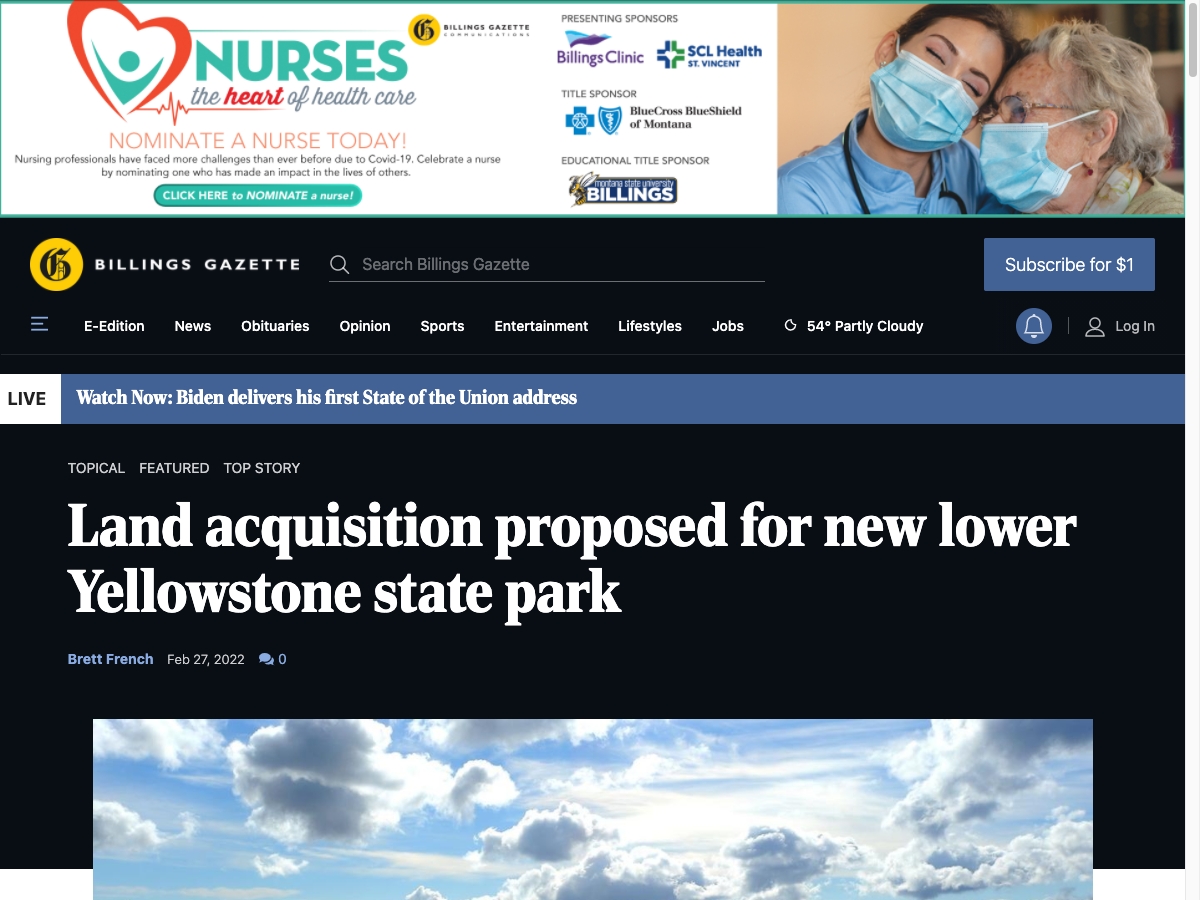 BILLINGS GAZETTE
COMMUNICATIONS
NURSES
the heart of health care
NOMINATE A NURSE TODAY!
Nursing professionals have faced more challenges than ever before due to Covid-19. Celebrate a nurse
by nominating one who has made an impact in the lives of others.
CLICK HERE to NOMINATE a nurse!
PRESENTING SPONSORS
Billings Clinic
SCL Health
ST. VINCENT
TITLE SPONSOR
BlueCross BlueShield
of Montana
EDUCATIONAL TITLE SPONSOR
montana state university
BILLINGS
G BILLINGS GAZETTE
Search Billings Gazette
Subscribe for $1
E-Edition News Obituaries Opinion Sports Entertainment Lifestyles Jobs 54° Partly Cloudy Log In
LIVE Watch Now: Biden delivers his first State of the Union address
TOPICAL FEATURED TOP STORY
Land acquisition proposed for new lower
Yellowstone state park
Brett French Feb 27, 2022 0